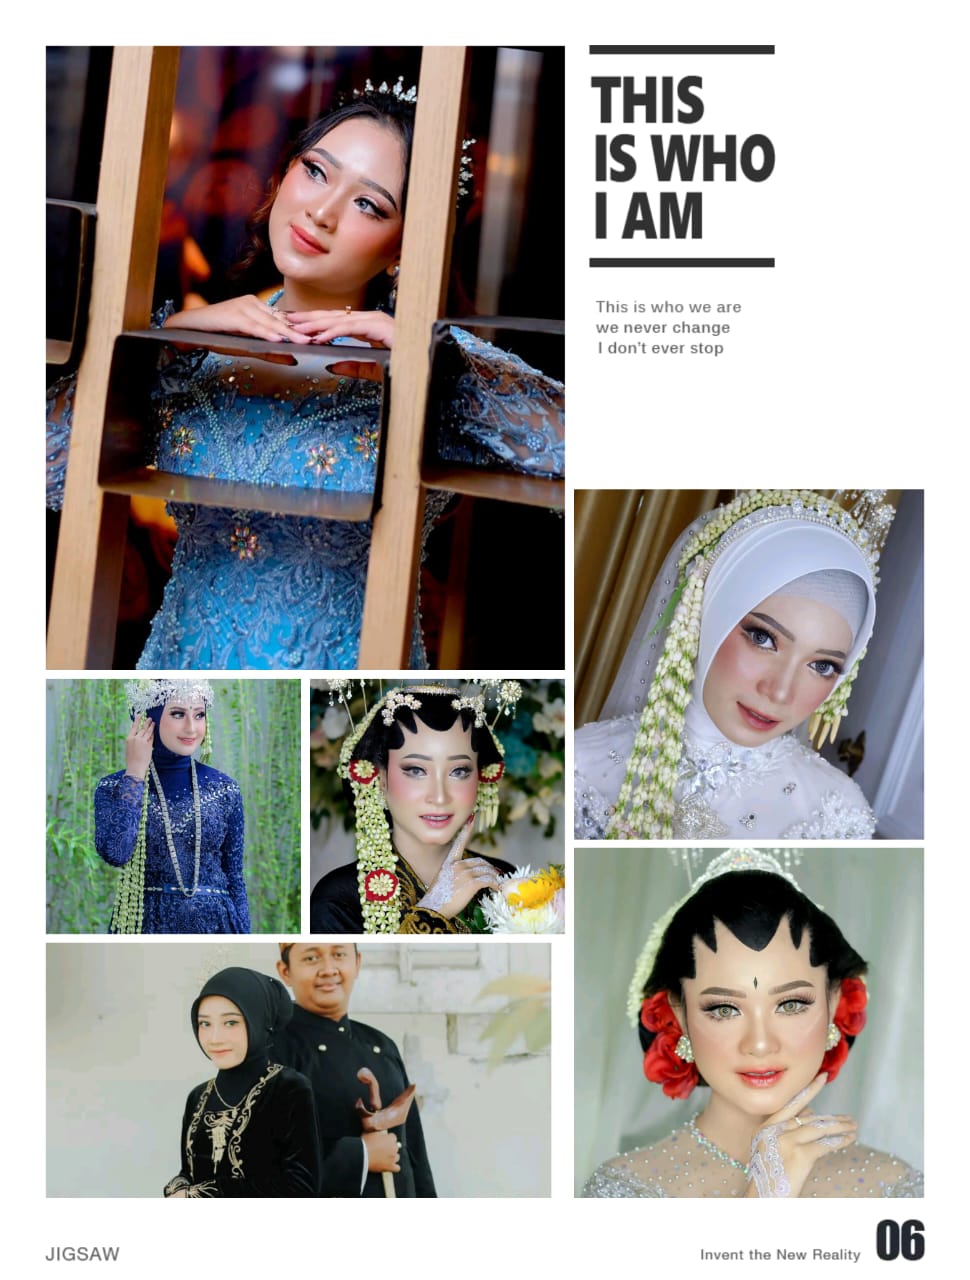 THIS
IS WHO
I AM
This is who we are
we never change
I don't ever stop
JIGSAW
Invent the New Reality 06